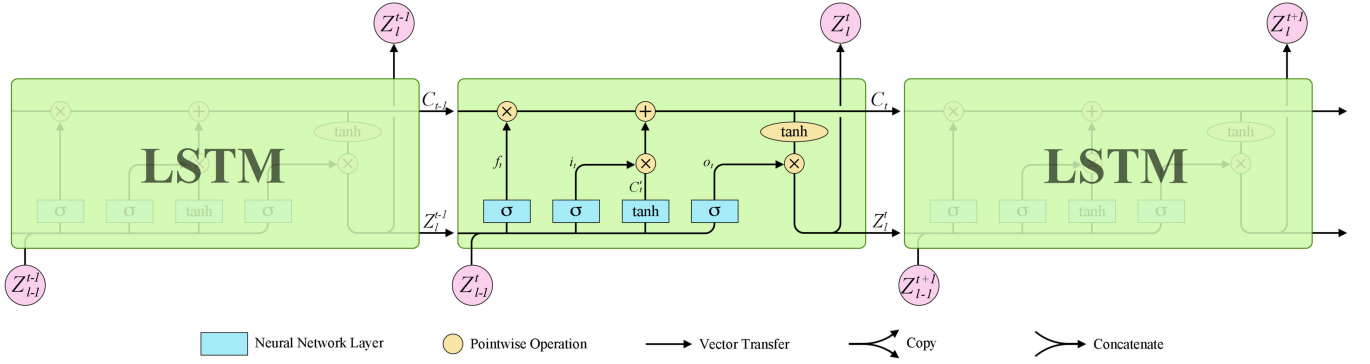 Z_l^{t-1} Z_l^t Z_l^{t+1}
C_{t-1} × + C_t
tanh
f_t i_t × o_t ×
LSTM LSTM
C'_t
σ σ tanh σ
Z_l^{t-1} Z_l^t
Z_{l-1}^{t-1} Z_{l-1}^t Z_{l-1}^{t+1}
× + tanh × × σ σ tanh σ
× + tanh × × σ σ tanh σ
Neural Network Layer Pointwise Operation Vector Transfer Copy Concatenate